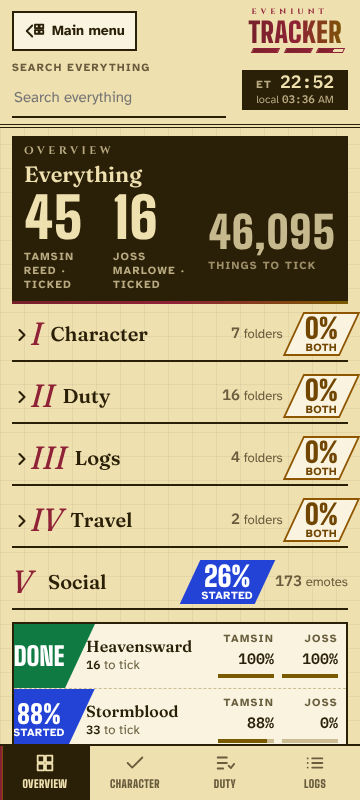 Main menu
EVENIUNT
TRACKER
SEARCH EVERYTHING
Search everything
ET 22:52
local 03:36 AM
OVERVIEW
Everything
45
TAMSIN
REED ·
TICKED
16
JOSS
MARLOWE ·
TICKED
46,095
THINGS TO TICK
I Character
7 folders
0%
BOTH
II Duty
16 folders
0%
BOTH
III Logs
4 folders
0%
BOTH
IV Travel
2 folders
0%
BOTH
V Social
26%
STARTED
173 emotes
DONE
Heavensward
16 to tick
TAMSIN
100%
JOSS
100%
88%
STARTED
Stormblood
33 to tick
TAMSIN
88%
JOSS
0%
OVERVIEW
CHARACTER
DUTY
LOGS